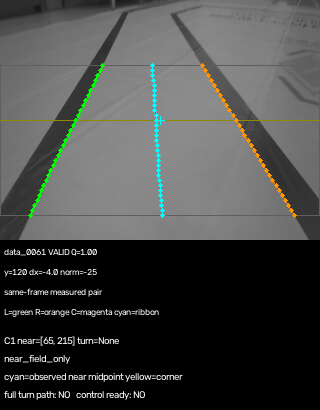 data_0061 VALID Q=1.00
y=120 dx=-4.0 norm=-25
same-frame measured pair
L=green R=orange C=magenta cyan=ribbon
C1 near=[65, 215] turn=None
near_field_only
cyan=observed near midpoint yellow=corner
full turn path: NO control ready: NO